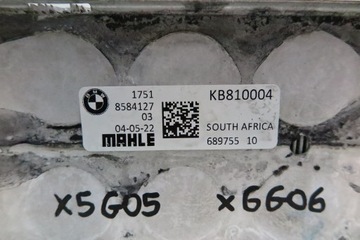 1751 KB810004
8584127
03
04-05-22 SOUTH AFRICA
MAHLE 689755 10
X5G05 X6G06